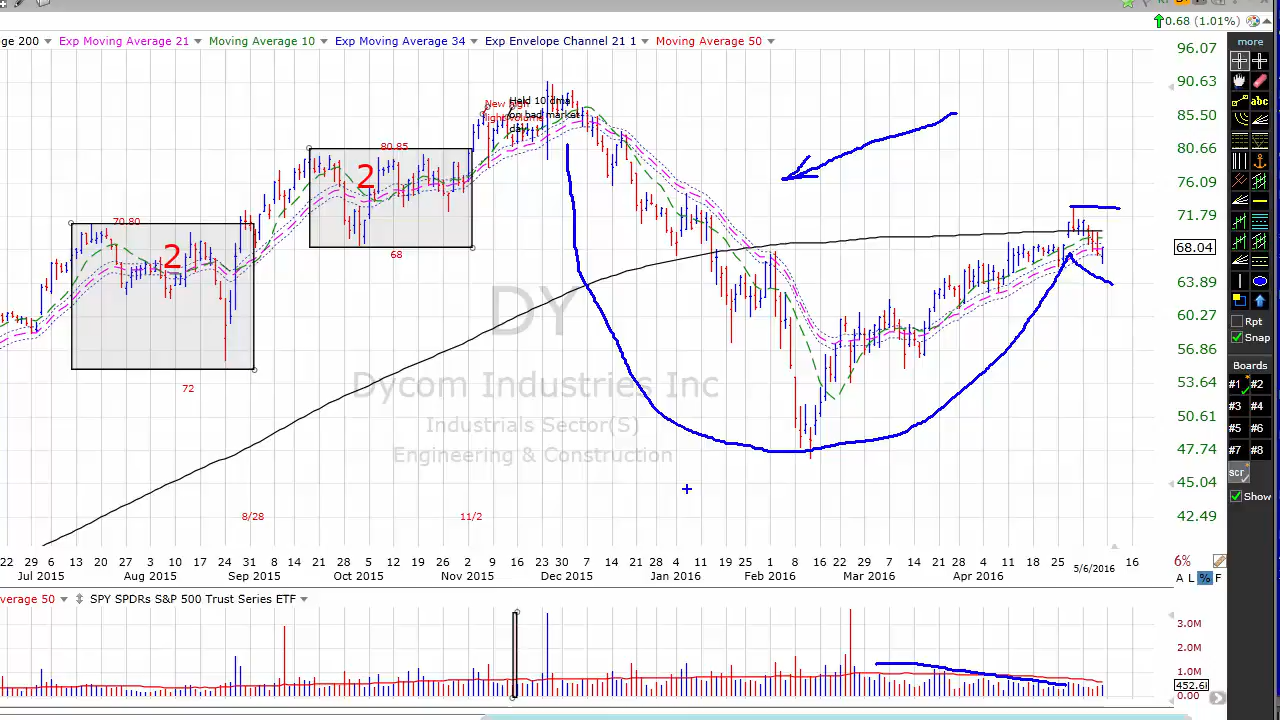 0.68 (1.01%)
ge 200 Exp Moving Average 21 Moving Average 10 Exp Moving Average 34 Exp Envelope Channel 21 1 Moving Average 50
more
96.07
90.63
85.50
80.66
76.09
71.79
68.04
63.89
60.27
56.86
53.64
50.61
47.74
45.04
42.49
New high
light volume
Held 10 dma
on bad market
day
80.85
2
68
70.80
2
72
DY
Dycom Industries Inc
Industrials Sector(S)
Engineering & Construction
8/28
11/2
abc
Rpt
Snap
Boards
#1 #2
#3 #4
#5 #6
#7 #8
scr
Show
22 29 6 13 20 27 3 10 17 24 31 8 14 21 28 5 12 19 26 2 9 16 23 30 7 14 21 28 4 11 19 25 1 8 16 22 29 7 14 21 28 4 11 18 25 16
Jul 2015 Aug 2015 Sep 2015 Oct 2015 Nov 2015 Dec 2015 Jan 2016 Feb 2016 Mar 2016 Apr 2016 5/6/2016
6%
A L % F
verage 50 SPY SPDRs S&P 500 Trust Series ETF
3.0M
2.0M
1.0M
452.6
0.00